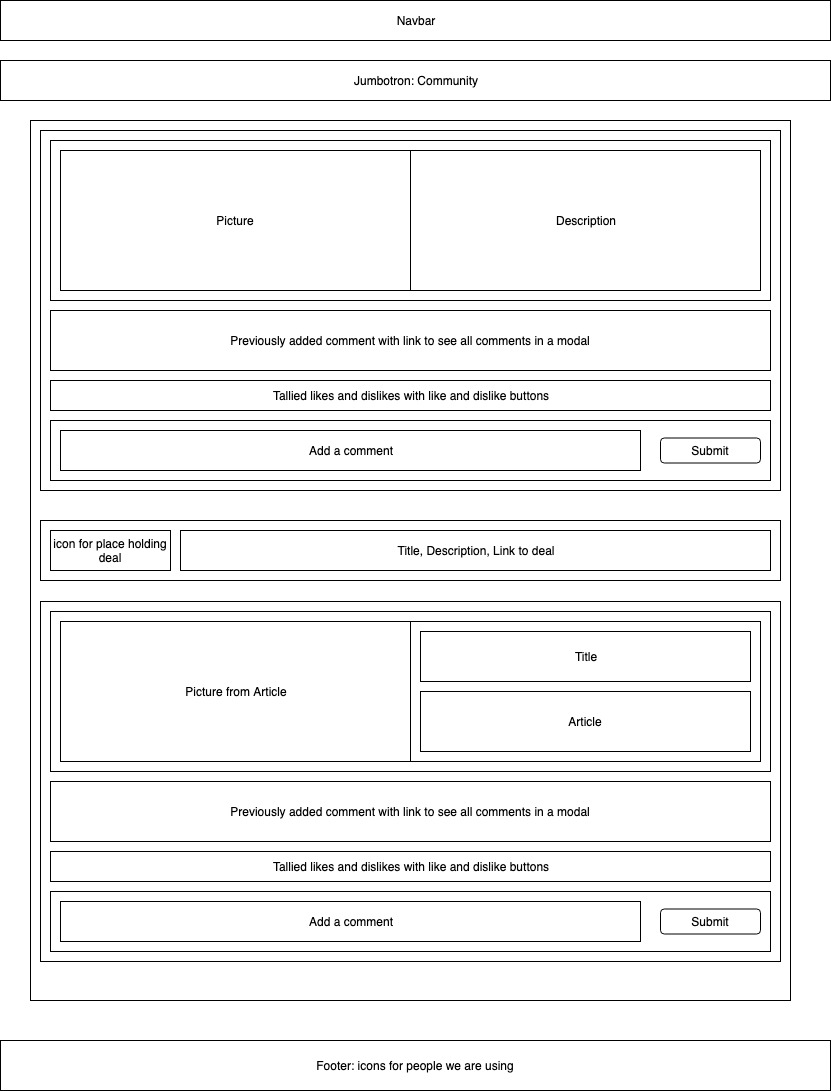 Navbar
Jumbotron: Community
Picture
Description
Previously added comment with link to see all comments in a modal
Tallied likes and dislikes with like and dislike buttons
Add a comment
Submit
icon for place holding
deal
Title, Description, Link to deal
Picture from Article
Title
Article
Previously added comment with link to see all comments in a modal
Tallied likes and dislikes with like and dislike buttons
Add a comment
Submit
Footer: icons for people we are using